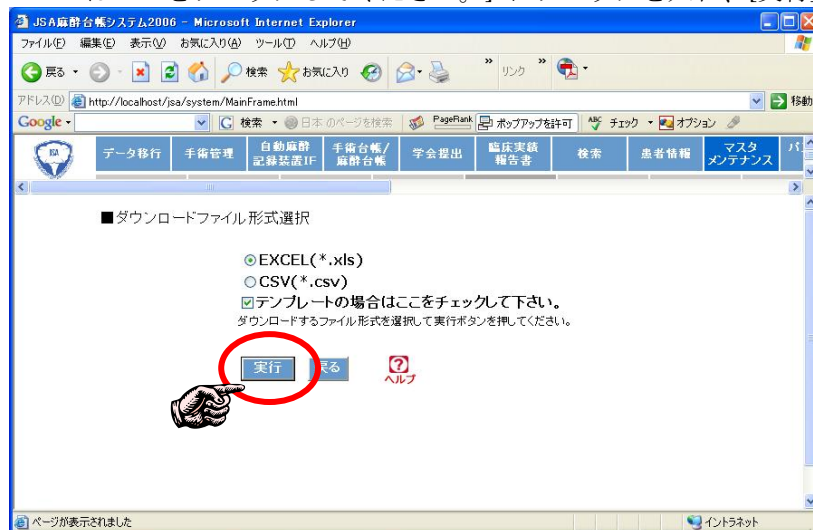 JSA麻酔台帳システム2006 - Microsoft Internet Explorer
ファイル(F) 編集(E) 表示(V) お気に入り(A) ツール(T) ヘルプ(H)
戻る 検索 お気に入り リンク
アドレス(D) http://localhost/jsa/system/MainFrame.html 移動
Google 検索 日本 のページを検索 PageRank ポップアップを許可 ABC チェック オプション
JSA データ移行 手術管理 自動麻酔記録装置IF 手術台帳/麻酔台帳 学会提出 臨床実績報告書 検索 患者情報 マスタメンテナンス パ
■ダウンロードファイル形式選択
EXCEL(*.xls)
CSV(*.csv)
テンプレートの場合はここをチェックして下さい。
ダウンロードするファイル形式を選択して実行ボタンを押してください。
実行 戻る ヘルプ
ページが表示されました イントラネット